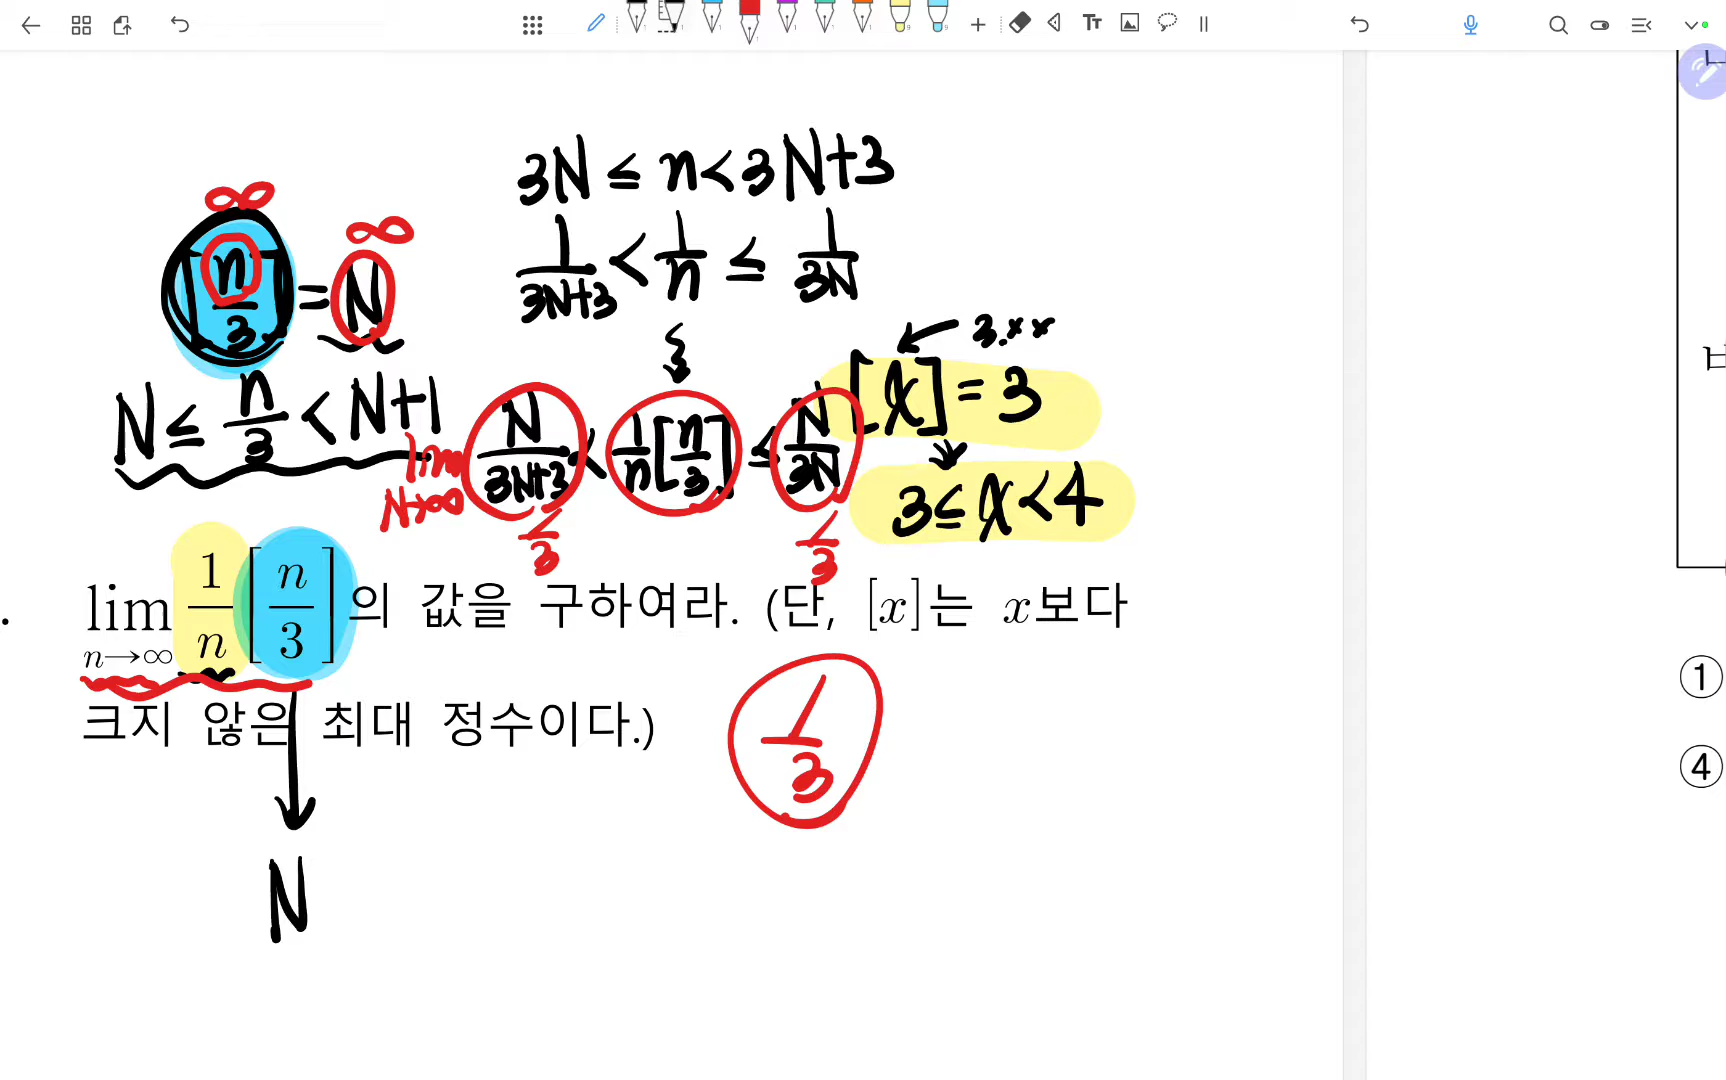 3N ≤ n < 3N+3
∞
∞
[n/3] = N
1/(3N+3) < 1/n ≤ 1/3N
3.××
[x] = 3
N ≤ n/3 < N+1
lim N→∞ N/(3N+3) < 1/n [n/3] ≤ N/3N
3 ≤ x < 4
1/3
1/3
lim n→∞ 1/n [n/3] 의 값을 구하여라. (단, [x]는 x보다
크지 않은 최대 정수이다.)
1/3
N
①
④